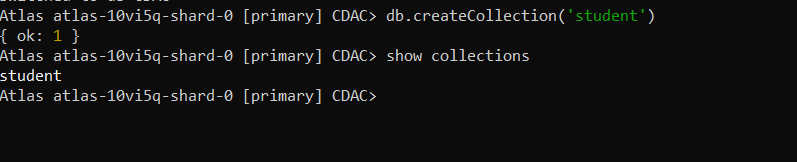 Atlas atlas-10vi5q-shard-0 [primary] CDAC> db.createCollection('student')
{ ok: 1 }
Atlas atlas-10vi5q-shard-0 [primary] CDAC> show collections
student
Atlas atlas-10vi5q-shard-0 [primary] CDAC>